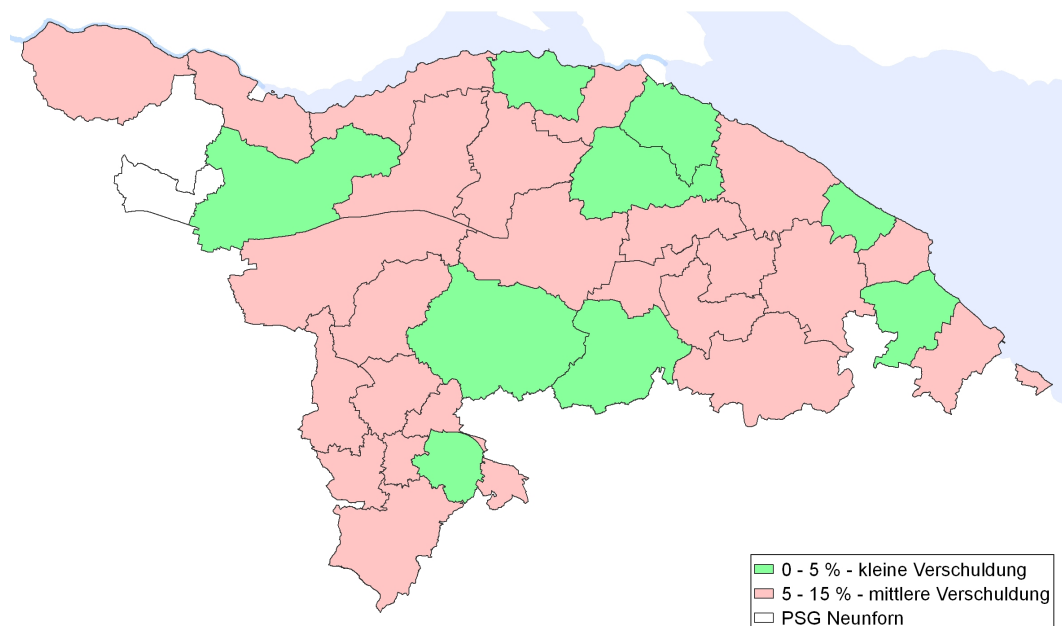 0 - 5 % - kleine Verschuldung
5 - 15 % - mittlere Verschuldung
PSG Neunforn